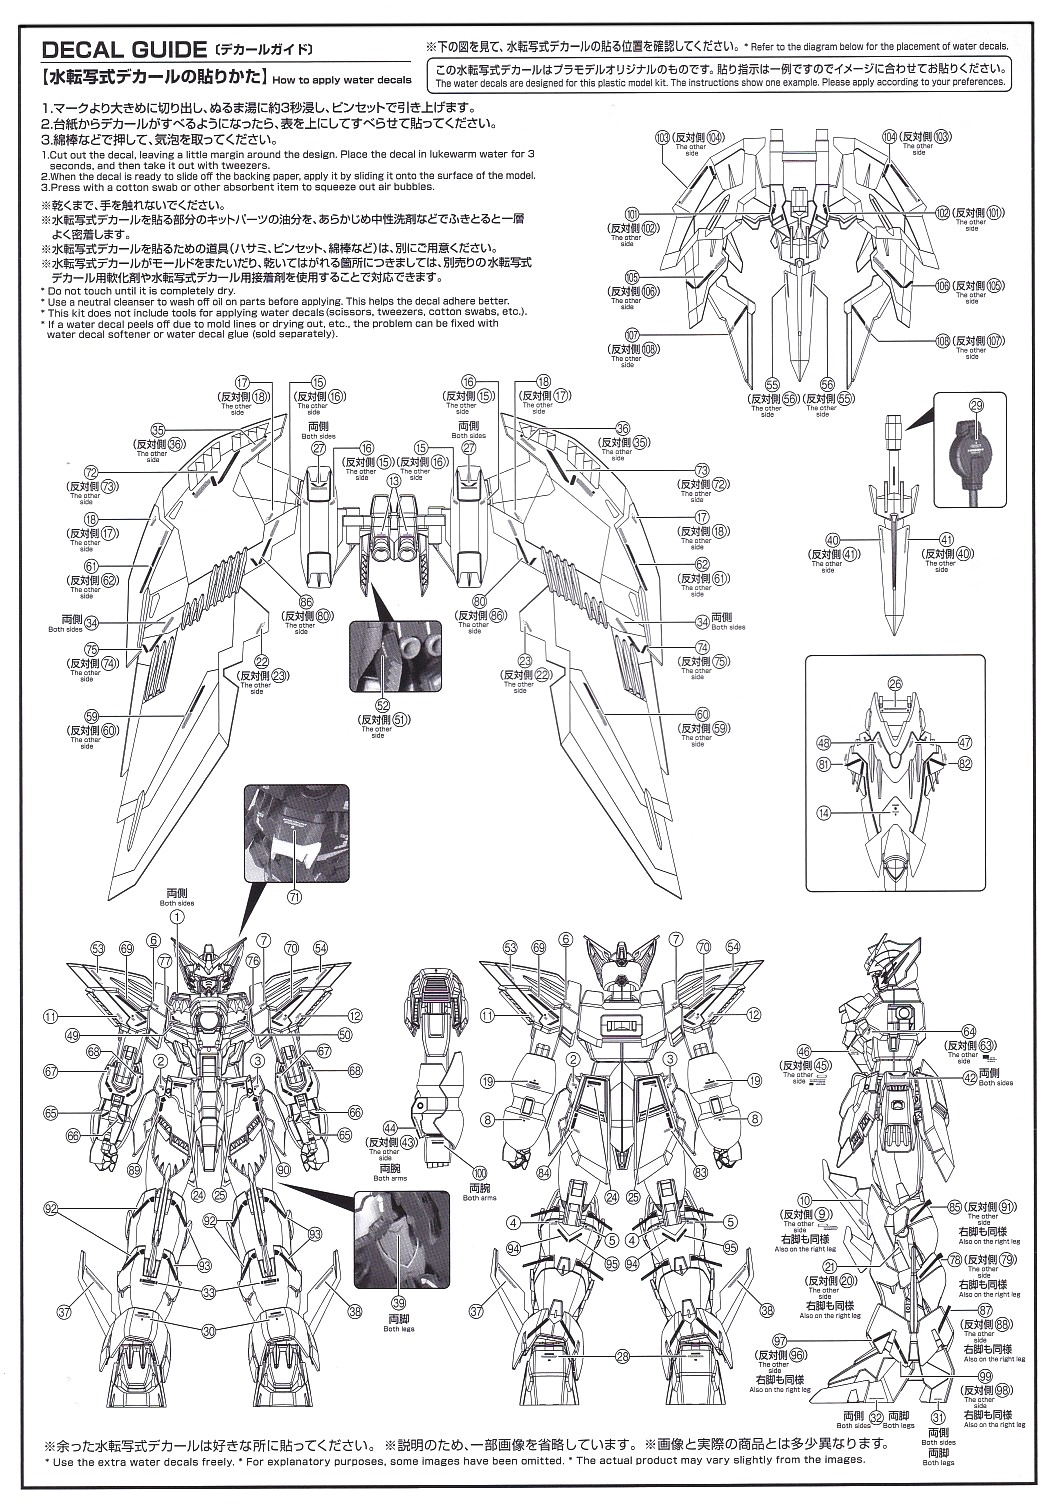 DECAL GUIDE〔デカールガイド〕
【水転写式デカールの貼りかた】How to apply water decals
※下の図を見て、水転写式デカールの貼る位置を確認してください。* Refer to the diagram below for the placement of water decals.
この水転写式デカールはプラモデルオリジナルのものです。貼り指示は一例ですのでイメージに合わせてお貼りください。
The water decals are designed for this plastic model kit. The instructions show one example. Please apply according to your preferences.
1.マークより大きめに切り出し、ぬるま湯に約3秒浸し、ピンセットで引き上げます。
2.台紙からデカールがすべるようになったら、表を上にしてすべらせて貼ってください。
3.綿棒などで押して、気泡を取ってください。
1.Cut out the decal, leaving a little margin around the design. Place the decal in lukewarm water for 3
seconds, and then take it out with tweezers.
2.When the decal is ready to slide off the backing paper, apply it by sliding it onto the surface of the model.
3.Press with a cotton swab or other absorbent item to squeeze out air bubbles.
※乾くまで、手を触れないでください。
※水転写式デカールを貼る部分のキットパーツの油分を、あらかじめ中性洗剤などでふきとると一層
よく密着します。
※水転写式デカールを貼るための道具(ハサミ、ピンセット、綿棒など)は、別にご用意ください。
※水転写式デカールがモールドをまたいだり、乾いてはがれる箇所につきましては、別売りの水転写式
デカール用軟化剤や水転写式デカール用接着剤を使用することで対応できます。
* Do not touch until it is completely dry.
* Use a neutral cleanser to wash off oil on parts before applying. This helps the decal adhere better.
* This kit does not include tools for applying water decals (scissors, tweezers, cotton swabs, etc.).
* If a water decal peels off due to mold lines or drying out, etc., the problem can be fixed with
water decal softener or water decal glue (sold separately).
103 (反対側 104)
The other
side
104 (反対側 103)
The other
side
101
(反対側 102)
The other
side
102 (反対側 101)
The other
side
105
(反対側 106)
The other
side
106 (反対側 105)
The other
side
107
(反対側 108)
The other
side
108 (反対側 107)
The other
side
55
(反対側 56)
The other
side
56
(反対側 55)
The other
side
17
(反対側 18)
The other
side
15
(反対側 16)
The other
side
16
(反対側 15)
The other
side
18
(反対側 17)
The other
side
29
35
(反対側 36)
The other
side
両側
Both sides
27
16
(反対側 15)
The other
side
15
(反対側 16)
The other
side
両側
Both sides
27
36
(反対側 35)
The other
side
13
72
(反対側 73)
The other
side
73
(反対側 72)
The other
side
18
(反対側 17)
The other
side
17
(反対側 18)
The other
side
61
(反対側 62)
The other
side
62
(反対側 61)
The other
side
40
(反対側 41)
The other
side
41
(反対側 40)
The other
side
86
(反対側 80)
The other
side
80
(反対側 86)
The other
side
両側 34
Both sides
34 両側
Both sides
75
(反対側 74)
The other
side
74
(反対側 75)
The other
side
22
(反対側 23)
The other
side
23
(反対側 22)
The other
side
52
(反対側 51)
The other
side
59
(反対側 60)
The other
side
60
(反対側 59)
The other
side
26
48
47
81
82
14
71
両側
Both sides
1
53
69
6
77
7
76
70
54
11
12
49
50
68
67
2
3
67
68
65
66
66
65
89
90
24
25
92
92
93
93
33
37
38
30
39
両脚
Both legs
44
(反対側 43)
The other
side
両腕
Both arms
100
両腕
Both arms
53
69
6
7
70
54
11
12
2
3
19
19
8
8
84
83
24
25
4
5
5
4
94
95
95
94
37
38
28
64
(反対側 63)
The other
side
46
(反対側 45)
The other
side
42 両側
Both sides
10
(反対側 9)
The other
side
右脚も同様
Also on the right leg
85 (反対側 91)
The other
side
右脚も同様
Also on the right leg
21
(反対側 20)
The other
side
右脚も同様
Also on the right leg
78 (反対側 79)
The other
side
右脚も同様
Also on the right leg
87
(反対側 88)
The other
side
右脚も同様
Also on the right leg
97
(反対側 96)
The other
side
右脚も同様
Also on the right leg
99
(反対側 98)
The other
side
右脚も同様
Also on the right leg
両側 32 両脚
Both sides Both legs
31
両側
Both sides
両脚
Both legs
※余った水転写式デカールは好きな所に貼ってください。 ※説明のため、一部画像を省略しています。 ※画像と実際の商品とは多少異なります。
* Use the extra water decals freely. * For explanatory purposes, some images have been omitted. * The actual product may vary slightly from the images.